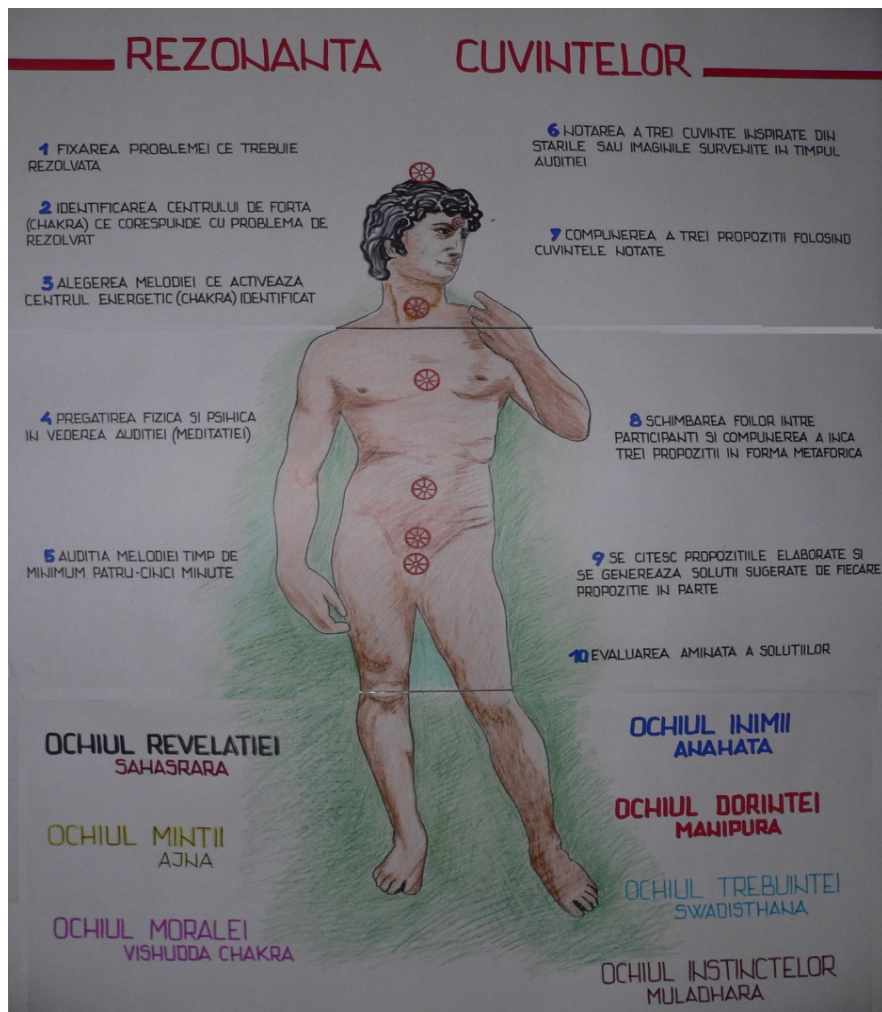 REZONANTA CUVINTELOR
1 FIXAREA PROBLEMEI CE TREBUIE
REZOLVATA
2 IDENTIFICAREA CENTRULUI DE FORTA
(CHAKRA) CE CORESPUNDE CU PROBLEMA DE
REZOLVAT
3 ALEGEREA MELODIEI CE ACTIVEAZA
CENTRUL ENERGETIC (CHAKRA) IDENTIFICAT
4 PREGATIREA FIZICA SI PSIHICA
IN VEDEREA AUDITIEI (MEDITATIEI)
5 AUDITIA MELODIEI TIMP DE
MINIMUM PATRU-CINCI MINUTE
6 NOTAREA A TREI CUVINTE INSPIRATE DIN
STARILE SAU IMAGINILE SURVENITE IN TIMPUL
AUDITIEI
7 COMPUNEREA A TREI PROPOZITII FOLOSIND
CUVINTELE NOTATE
8 SCHIMBAREA FOILOR INTRE
PARTICIPANTI SI COMPUNEREA A INCA
TREI PROPOZITII IN FORMA METAFORICA
9 SE CITESC PROPOZITIILE ELABORATE SI
SE GENEREAZA SOLUTII SUGERATE DE FIECARE
PROPOZITIE IN PARTE
10 EVALUAREA AMINATA A SOLUTIILOR
OCHIUL REVELATIEI
SAHASRARA
OCHIUL MINTII
AJNA
OCHIUL MORALEI
VISHUDDA CHAKRA
OCHIUL INIMII
ANAHATA
OCHIUL DORINTEI
MANIPURA
OCHIUL TREBUINTEI
SWADISTHANA
OCHIUL INSTINCTELOR
MULADHARA